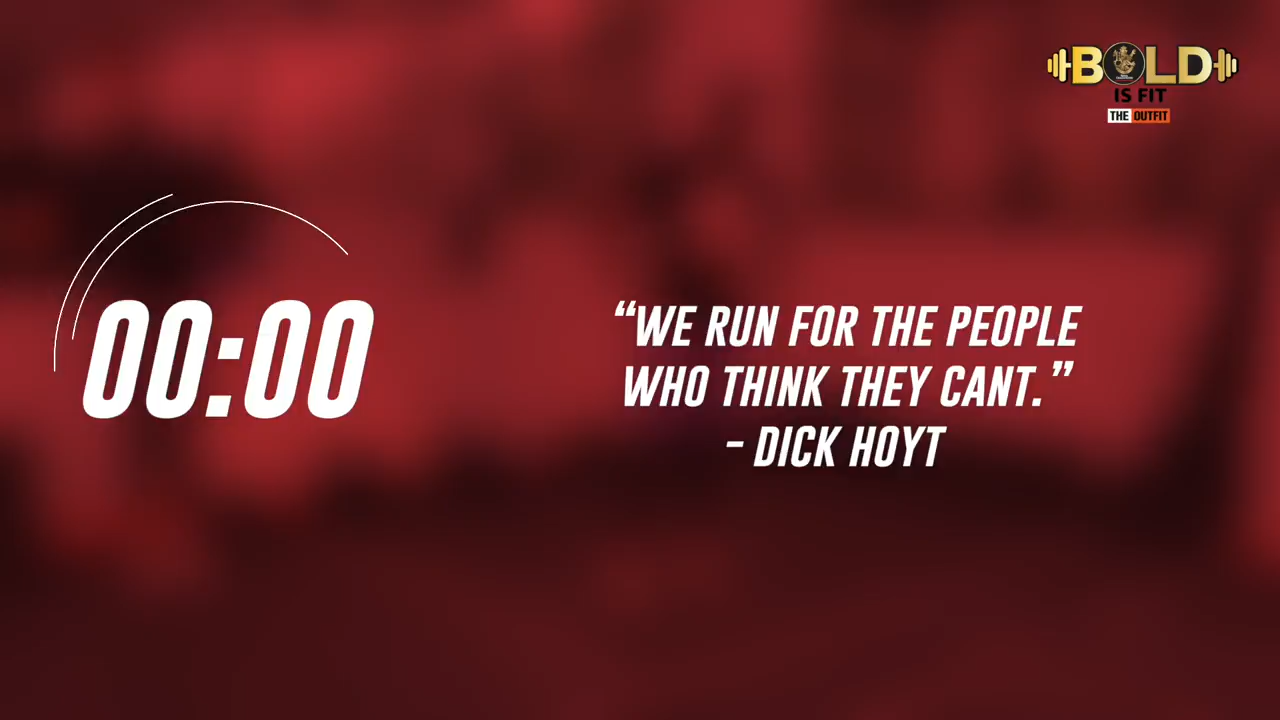 BOLD
IS FIT
THE OUTFIT
00:00
“WE RUN FOR THE PEOPLE
WHO THINK THEY CANT.”
- DICK HOYT